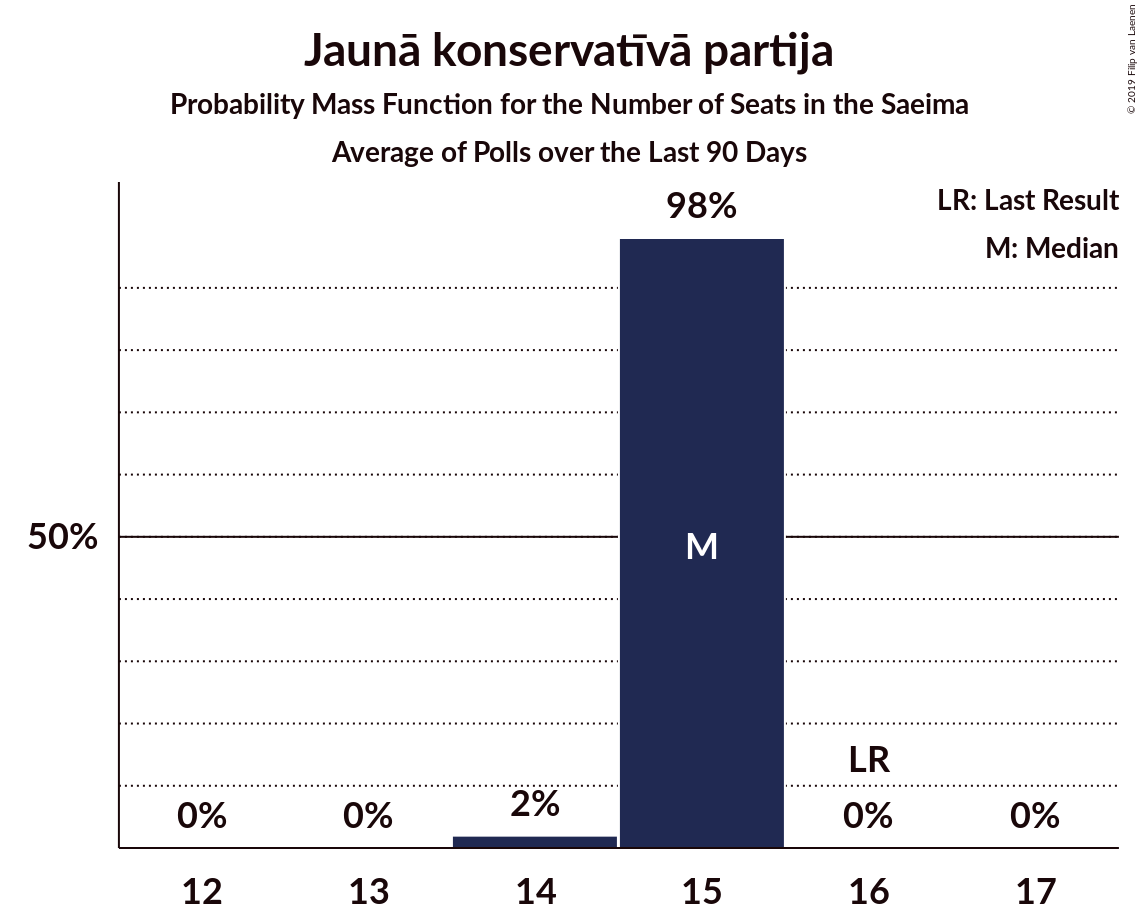 Jaunā konservatīvā partija
Probability Mass Function for the Number of Seats in the Saeima
Average of Polls over the Last 90 Days
© 2019 Filip van Laenen
LR: Last Result
M: Median
98%
50%
M
LR
0%
0%
2%
0%
0%
12
13
14
15
16
17